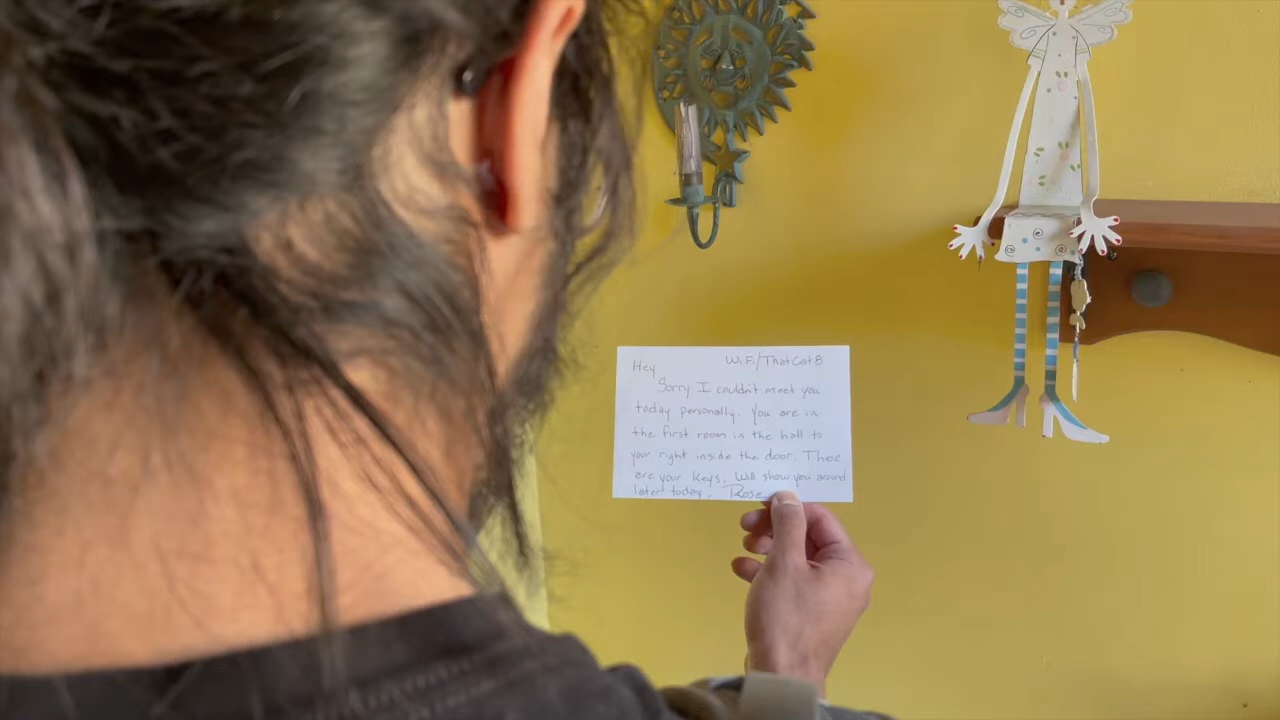 Hey WiFi/ThatCat8
Sorry I couldn't meet you
today personally. You are in
the first room in the hall to
your right inside the door. These
are your keys. Will show you around
later today. Rose